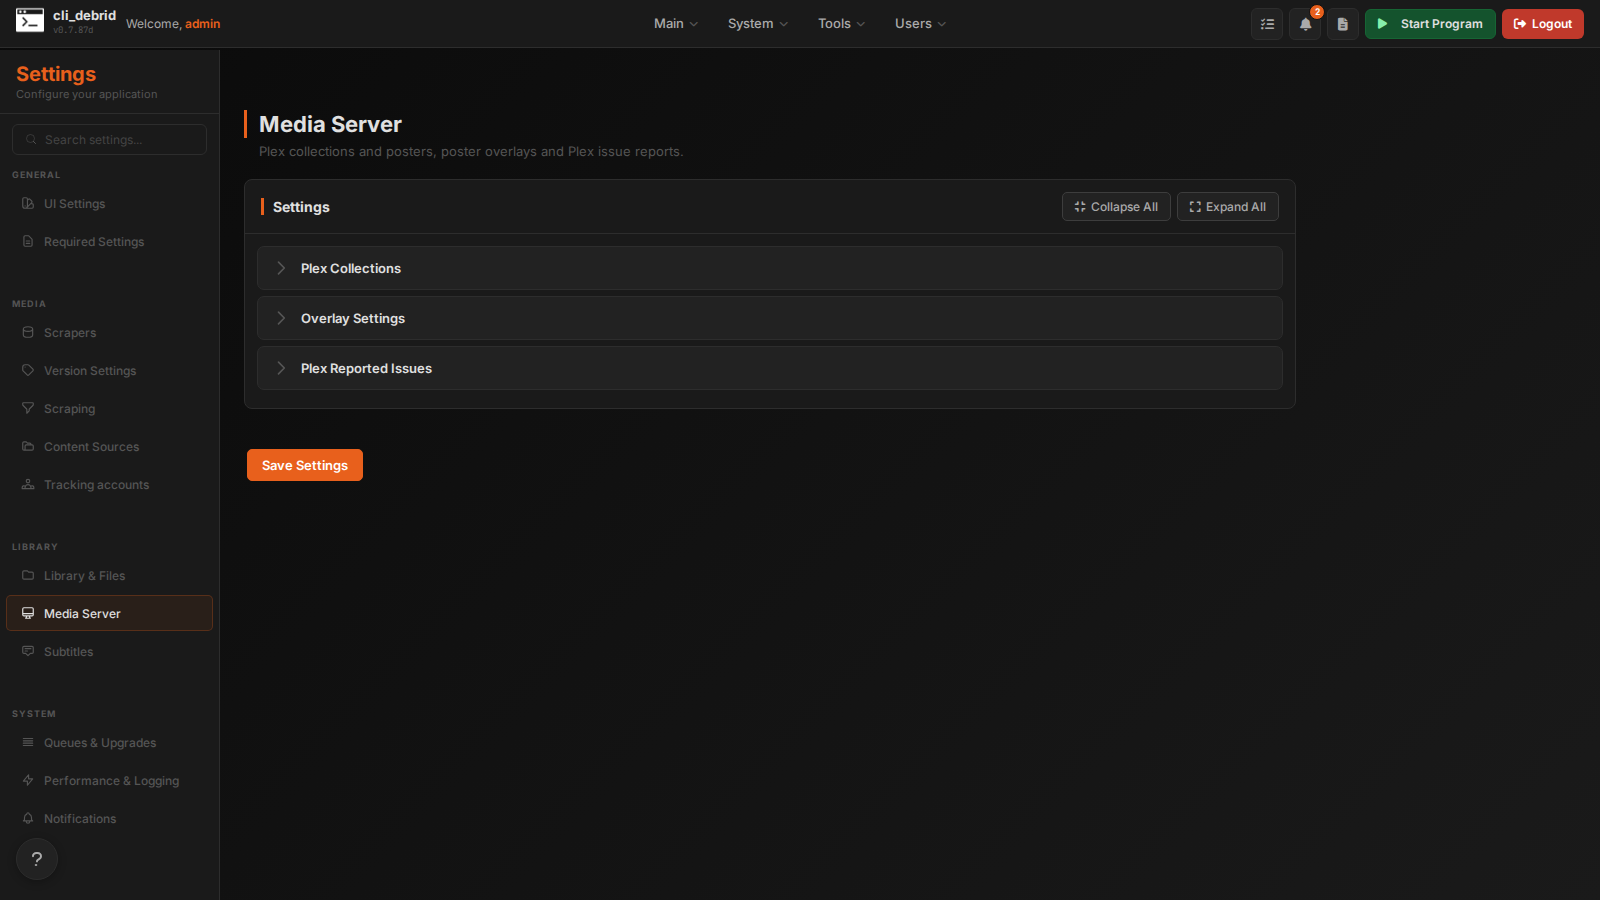 cli_debrid
v0.7.87d
Welcome, admin
Main
System
Tools
Users
2
Start Program
Logout
Settings
Configure your application
Search settings...
GENERAL
UI Settings
Required Settings
MEDIA
Scrapers
Version Settings
Scraping
Content Sources
Tracking accounts
LIBRARY
Library & Files
Media Server
Subtitles
SYSTEM
Queues & Upgrades
Performance & Logging
Notifications
?
Media Server
Plex collections and posters, poster overlays and Plex issue reports.
Settings
Collapse All
Expand All
Plex Collections
Overlay Settings
Plex Reported Issues
Save Settings